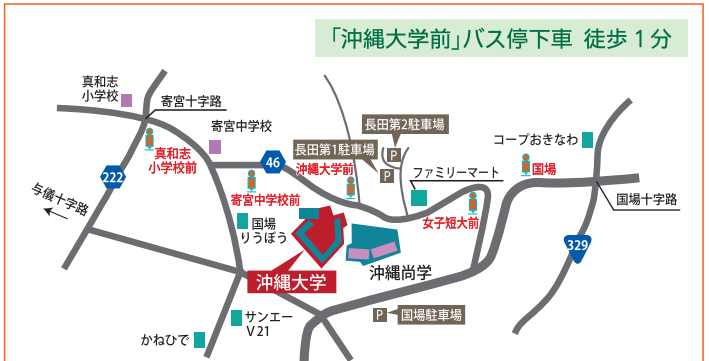 「沖縄大学前」バス停下車 徒歩1分
真和志
小学校
寄宮十字路
寄宮中学校
長田第2駐車場
長田第1駐車場
P
P
コープおきなわ
真和志
小学校前
46
沖縄大学前
ファミリーマート
国場
222
寄宮中学校前
与儀十字路
国場十字路
国場
りうぼう
女子短大前
329
沖縄尚学
沖縄大学
サンエー
V21
P
国場駐車場
かねひで